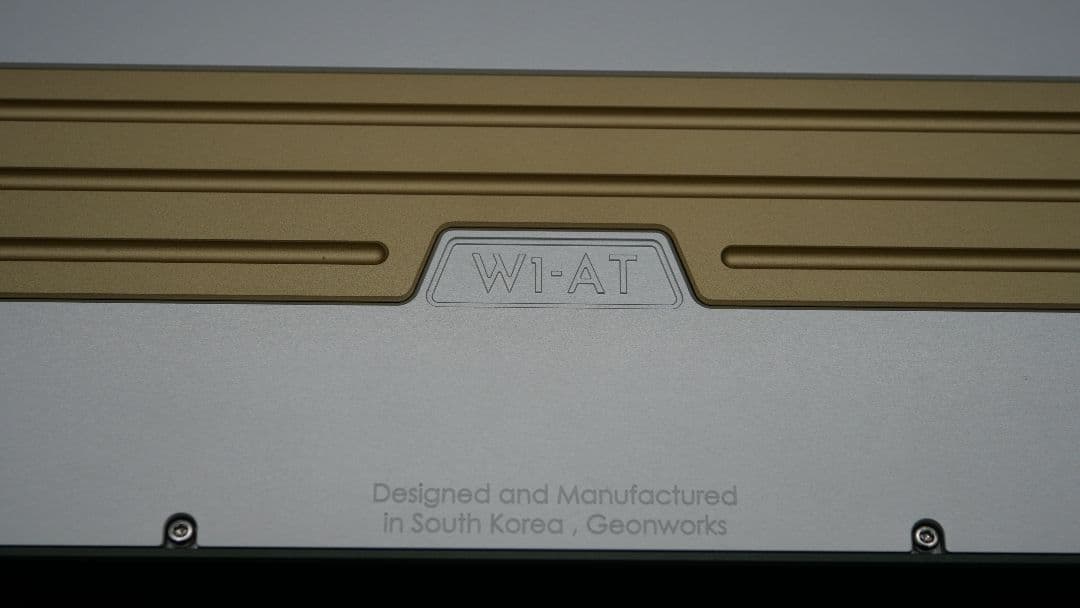 W1-AT
Designed and Manufactured
in South Korea , Geonworks